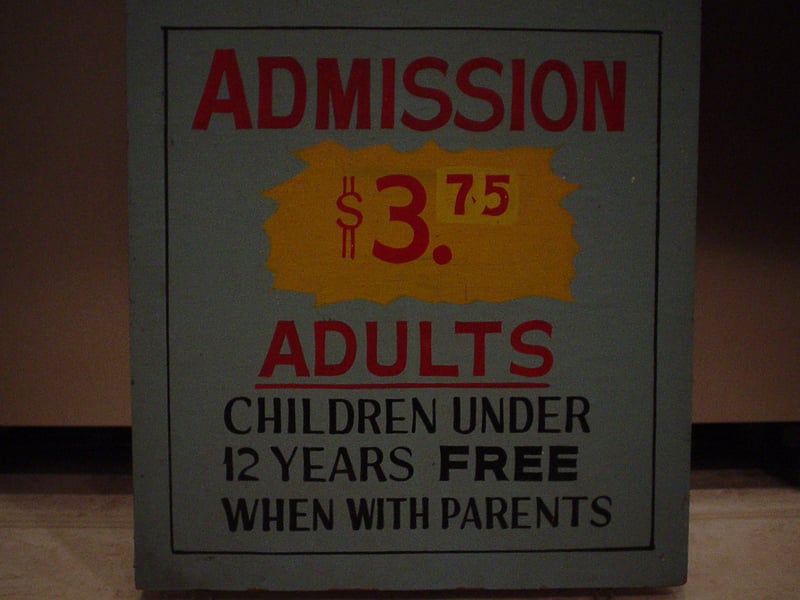 ADMISSION
$3.75
ADULTS
CHILDREN UNDER
12 YEARS FREE
WHEN WITH PARENTS